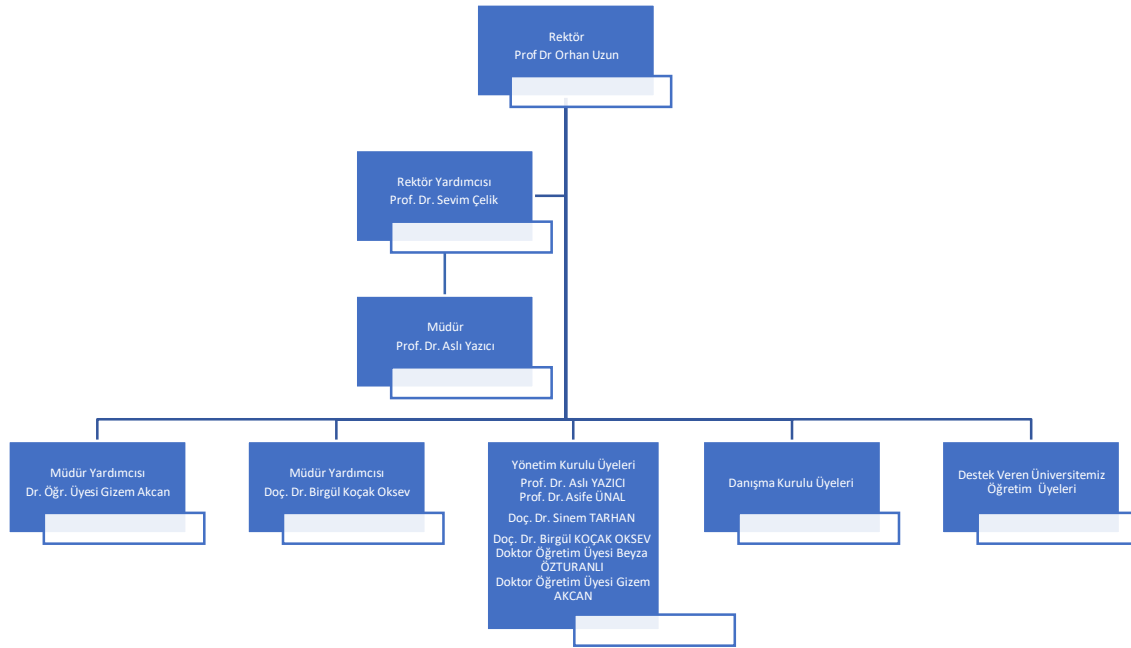 Rektör
Prof Dr Orhan Uzun
Rektör Yardımcısı
Prof. Dr. Sevim Çelik
Müdür
Prof. Dr. Aslı Yazıcı
Müdür Yardımcısı
Dr. Öğr. Üyesi Gizem Akcan
Müdür Yardımcısı
Doç. Dr. Birgül Koçak Oksev
Yönetim Kurulu Üyeleri
Prof. Dr. Aslı YAZICI
Prof. Dr. Asife ÜNAL
Doç. Dr. Sinem TARHAN
Doç. Dr. Birgül KOÇAK OKSEV
Doktor Öğretim Üyesi Beyza
ÖZTURANLI
Doktor Öğretim Üyesi Gizem
AKCAN
Danışma Kurulu Üyeleri
Destek Veren Üniversitemiz
Öğretim Üyeleri